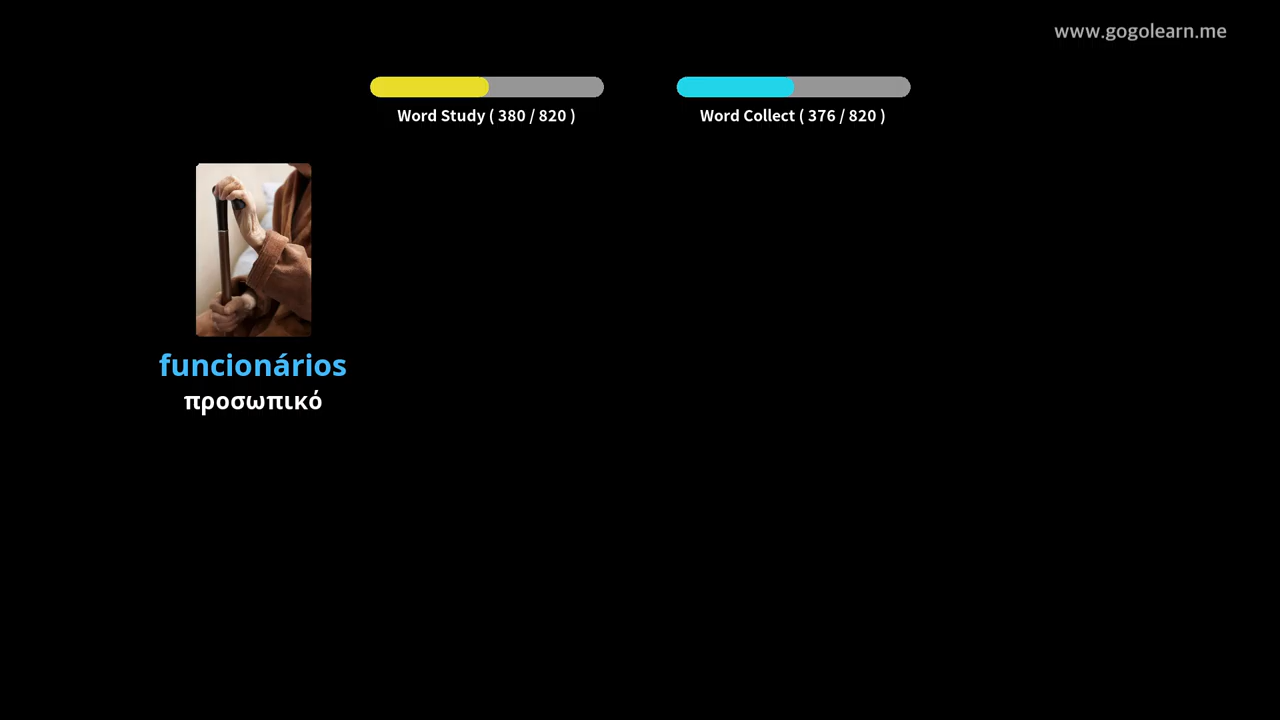 www.gogolearn.me
Word Study ( 380 / 820 )
Word Collect ( 376 / 820 )
funcionários
προσωπικό